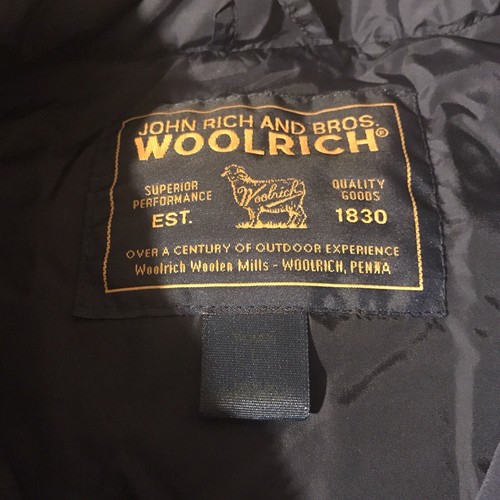 JOHN RICH AND BROS.
WOOLRICH®
SUPERIOR
PERFORMANCE
EST.
Woolrich
QUALITY
GOODS
1830
OVER A CENTURY OF OUTDOOR EXPERIENCE
Woolrich Woolen Mills - WOOLRICH, PENNA